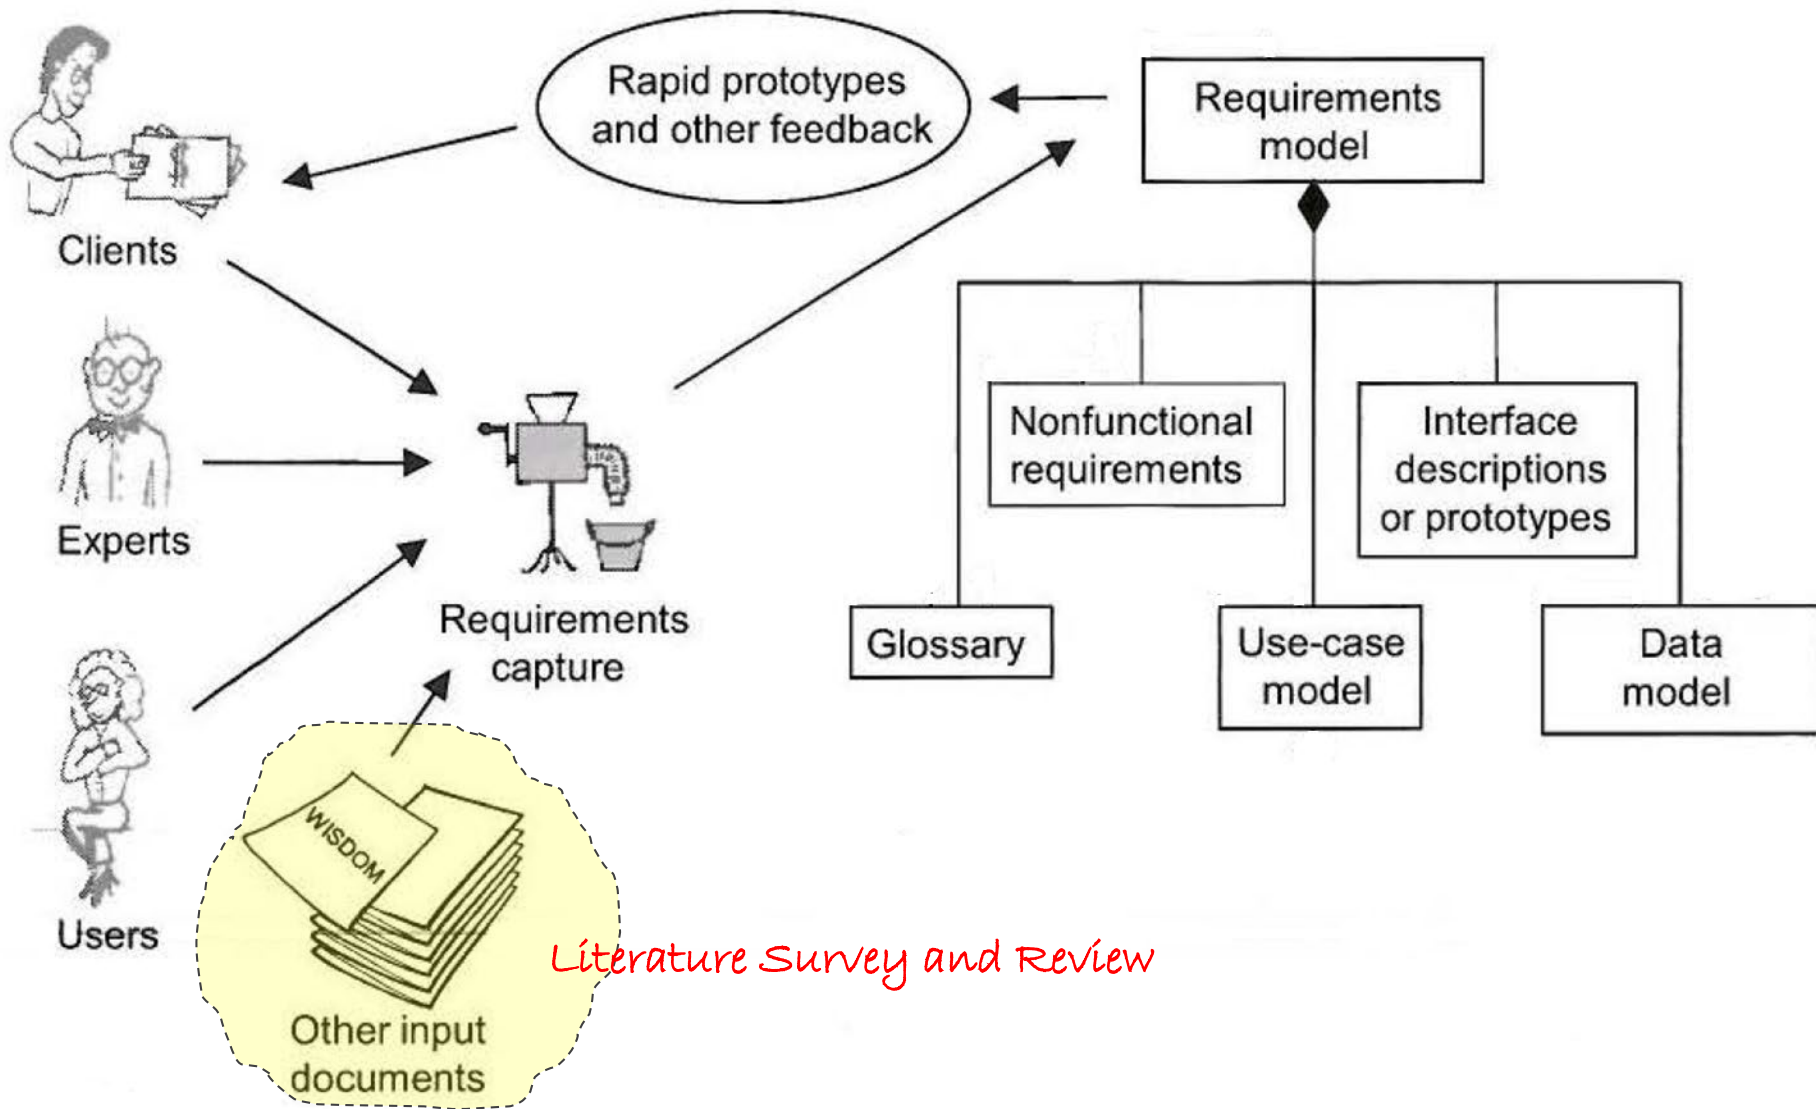 Rapid prototypes
and other feedback
Requirements
model
Clients
Experts
Users
Requirements
capture
Nonfunctional
requirements
Interface
descriptions
or prototypes
Glossary
Use-case
model
Data
model
WISDOM
Literature Survey and Review
Other input
documents